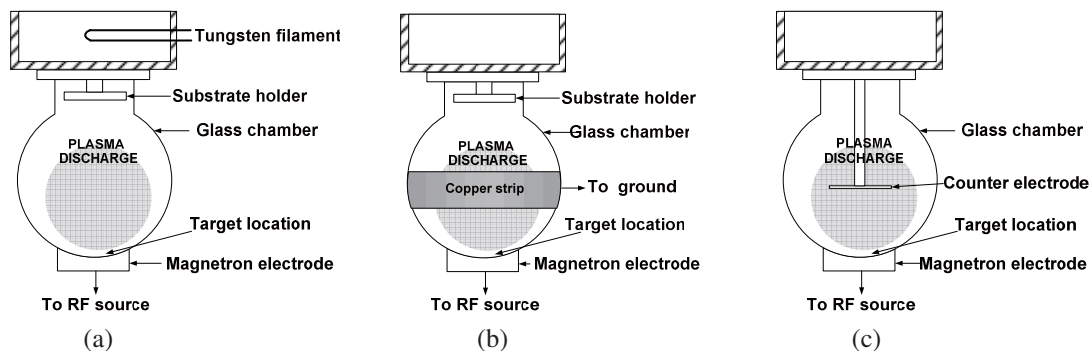 Tungsten filament
Substrate holder
Glass chamber
PLASMA
DISCHARGE
Target location
Magnetron electrode
To RF source
(a)
Substrate holder
Glass chamber
PLASMA
DISCHARGE
Copper strip
To ground
Target location
Magnetron electrode
To RF source
(b)
Glass chamber
PLASMA
DISCHARGE
Counter electrode
Target location
Magnetron electrode
To RF source
(c)